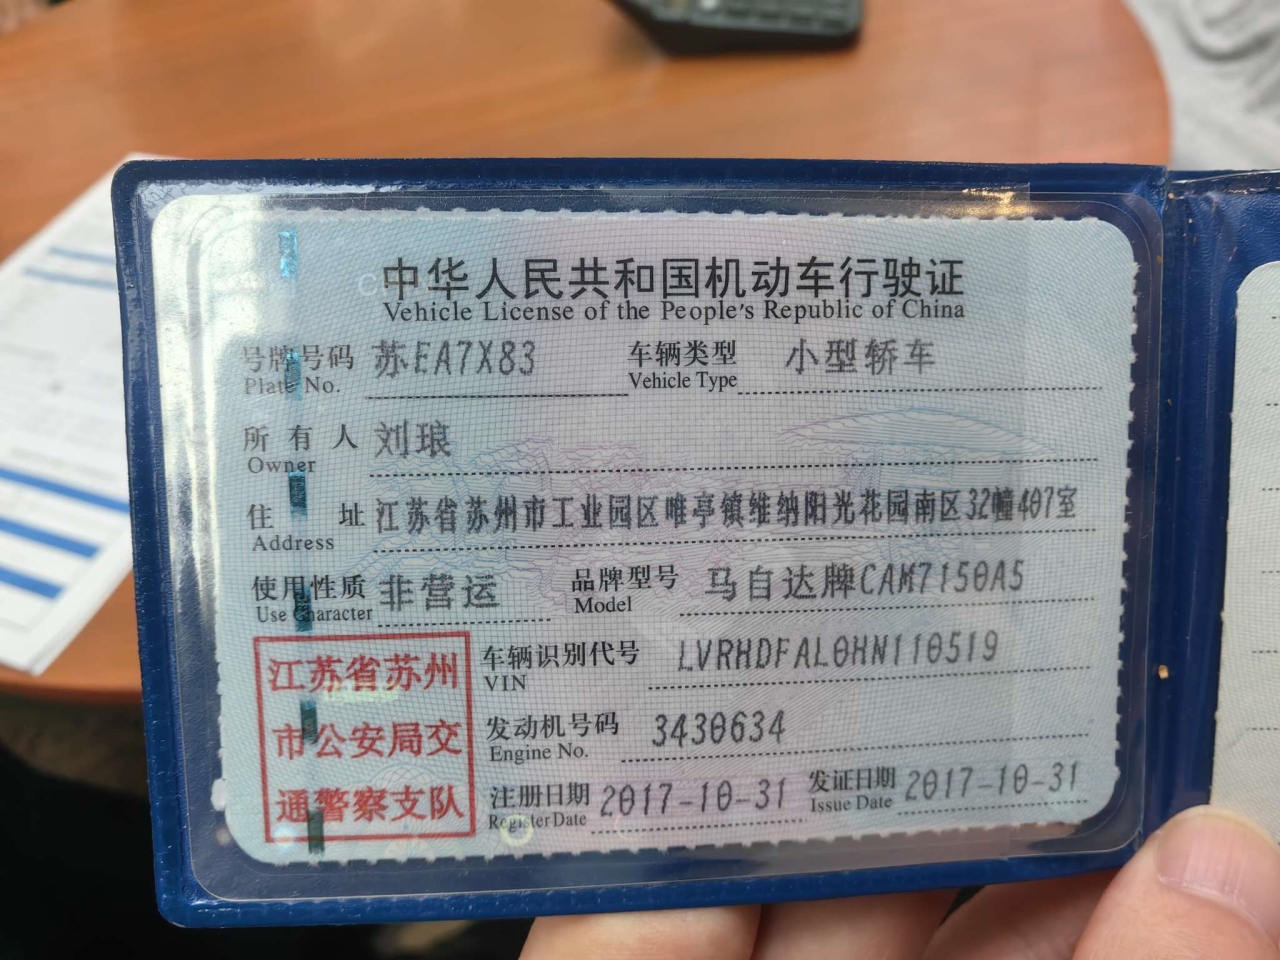 中华人民共和国机动车行驶证
Vehicle License of the People's Republic of China
号牌号码 苏EA7X83 车辆类型 小型轿车
Plate No. Vehicle Type
所有人 刘琅
Owner
住址 江苏省苏州市工业园区唯亭镇维纳阳光花园南区32幢407室
Address
使用性质 非营运 品牌型号 马自达牌CAM7150A5
Use Character Model
江苏省苏州
市公安局交
通警察支队
车辆识别代号 LVRHDFAL0HN110519
VIN
发动机号码 3430634
Engine No.
注册日期 2017-10-31 发证日期 2017-10-31
Register Date Issue Date